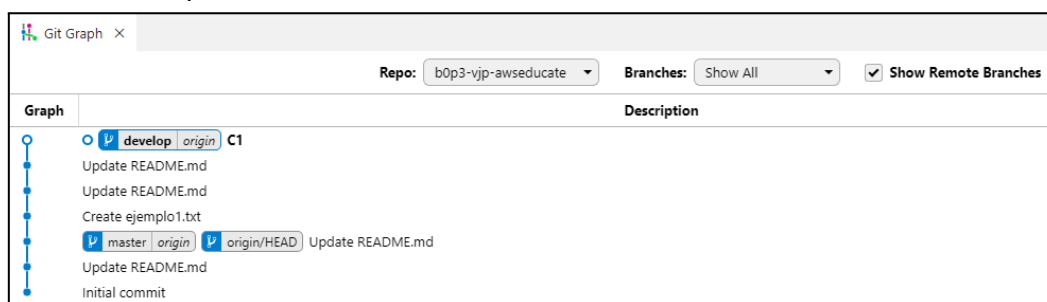 Git Graph
Repo: b0p3-vjp-awseducate Branches: Show All Show Remote Branches
Graph Description
develop origin C1
Update README.md
Update README.md
Create ejemplo1.txt
master origin origin/HEAD Update README.md
Update README.md
Initial commit